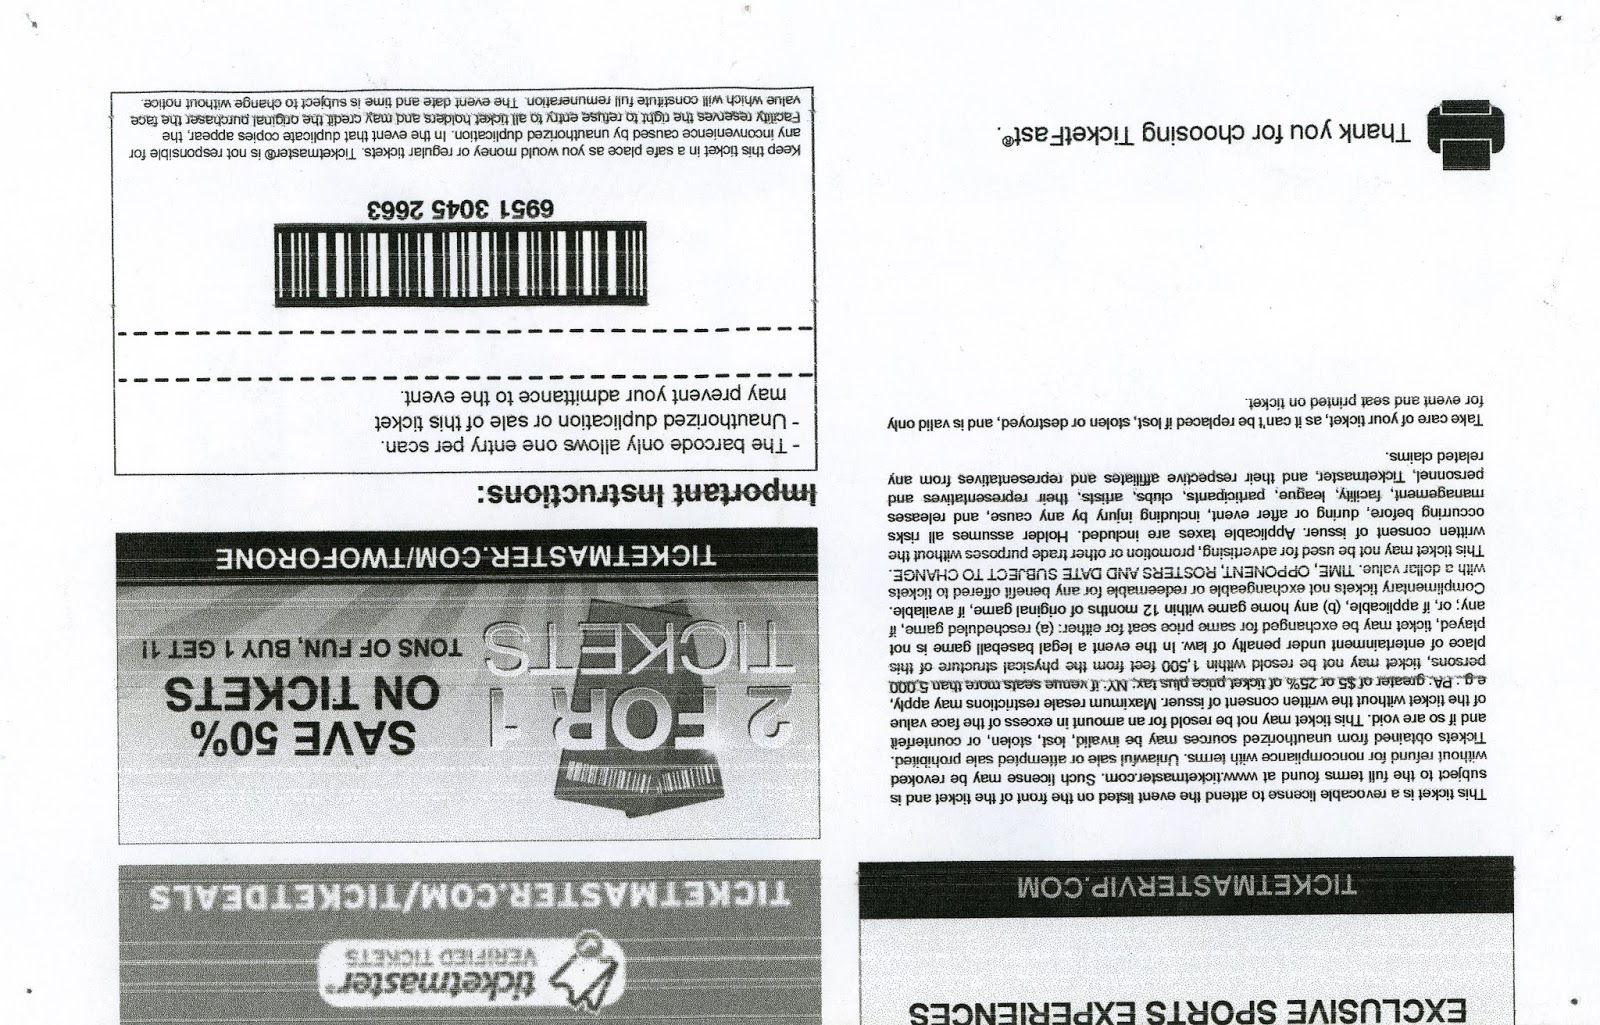 EXCLUSIVE SPORTS EXPERIENCES
TICKETMASTERVIP.COM
This ticket is a revocable license to attend the event listed on the front of the ticket and is
subject to the full terms found at www.ticketmaster.com. Such license may be revoked
without refund for noncompliance with terms. Unlawful sale or attempted sale prohibited.
Tickets obtained from unauthorized sources may be invalid, lost, stolen, or counterfeit
and if so are void. This ticket may not be resold for an amount in excess of the face value
of the ticket without the written consent of issuer. Maximum resale restrictions may apply,
e.g.: PA: greater of $5 or 25% of ticket price plus tax. NY: if venue seats more than 5,000
persons, ticket may not be resold within 1,500 feet from the physical structure of this
place of entertainment under penalty of law. In the event a legal baseball game is not
played, ticket may be exchanged for same price seat for either: (a) rescheduled game, if
any; or, if applicable, (b) any home game within 12 months of original game, if available.
Complimentary tickets not exchangeable or redeemable for any benefit offered to tickets
with a dollar value. TIME, OPPONENT, ROSTERS AND DATE SUBJECT TO CHANGE.
This ticket may not be used for advertising, promotion or other trade purposes without the
written consent of issuer. Applicable taxes are included. Holder assumes all risks
occurring before, during or after event, including injury by any cause, and releases
management, facility, league, participants, clubs, artists, their representatives and
personnel, Ticketmaster, and their respective affiliates and representatives from any
related claims.
Take care of your ticket, as it can't be replaced if lost, stolen or destroyed, and is valid only
for event and seat printed on ticket.
Thank you for choosing TicketFast®.
ticketmaster®
VERIFIED TICKETS
TICKETMASTER.COM/TICKETDEALS
2 FOR 1
TICKETS
SAVE 50%
ON TICKETS
TONS OF FUN, BUY 1 GET 1!
TICKETMASTER.COM/TWOFORONE
Important Instructions:
- The barcode only allows one entry per scan.
- Unauthorized duplication or sale of this ticket
may prevent your admittance to the event.
6951 3045 2663
Keep this ticket in a safe place as you would money or regular tickets. Ticketmaster® is not responsible for
any inconvenience caused by unauthorized duplication. In the event that duplicate copies appear, the
Facility reserves the right to refuse entry to all ticket holders and may credit the original purchaser the face
value which will constitute full remuneration. The event date and time is subject to change without notice.